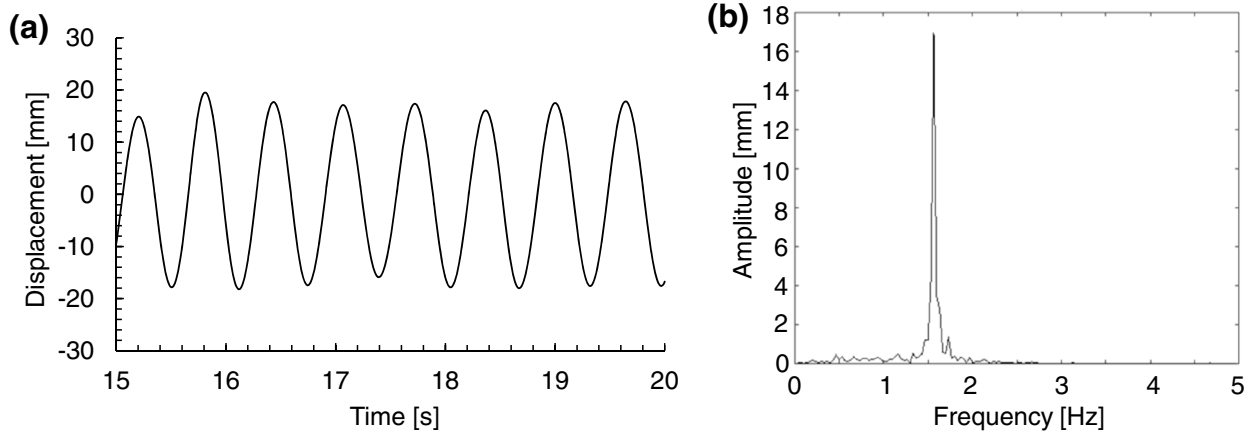 (a)
Displacement [mm]
30
20
10
0
-10
-20
-30
15 16 17 18 19 20
Time [s]
(b)
Amplitude [mm]
18
16
14
12
10
8
6
4
2
0
0 1 2 3 4 5
Frequency [Hz]